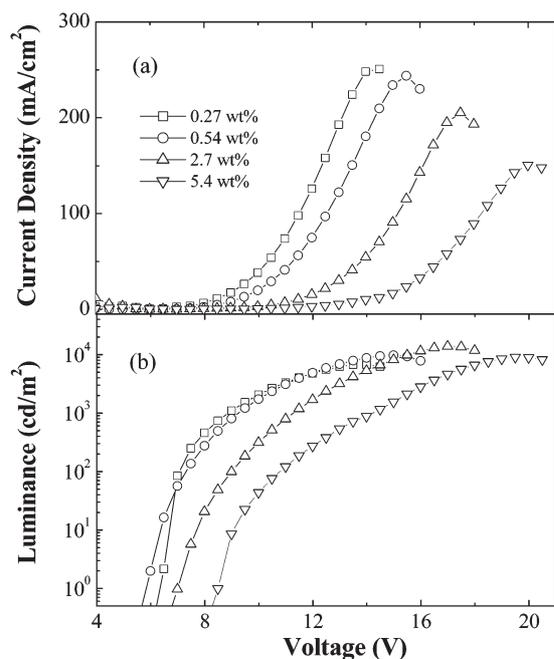 300
(a)
200
100
0
Current Density (mA/cm²)
0.27 wt%
0.54 wt%
2.7 wt%
5.4 wt%
(b)
10⁴
10³
10²
10¹
10⁰
Luminance (cd/m²)
4 8 12 16 20
Voltage (V)